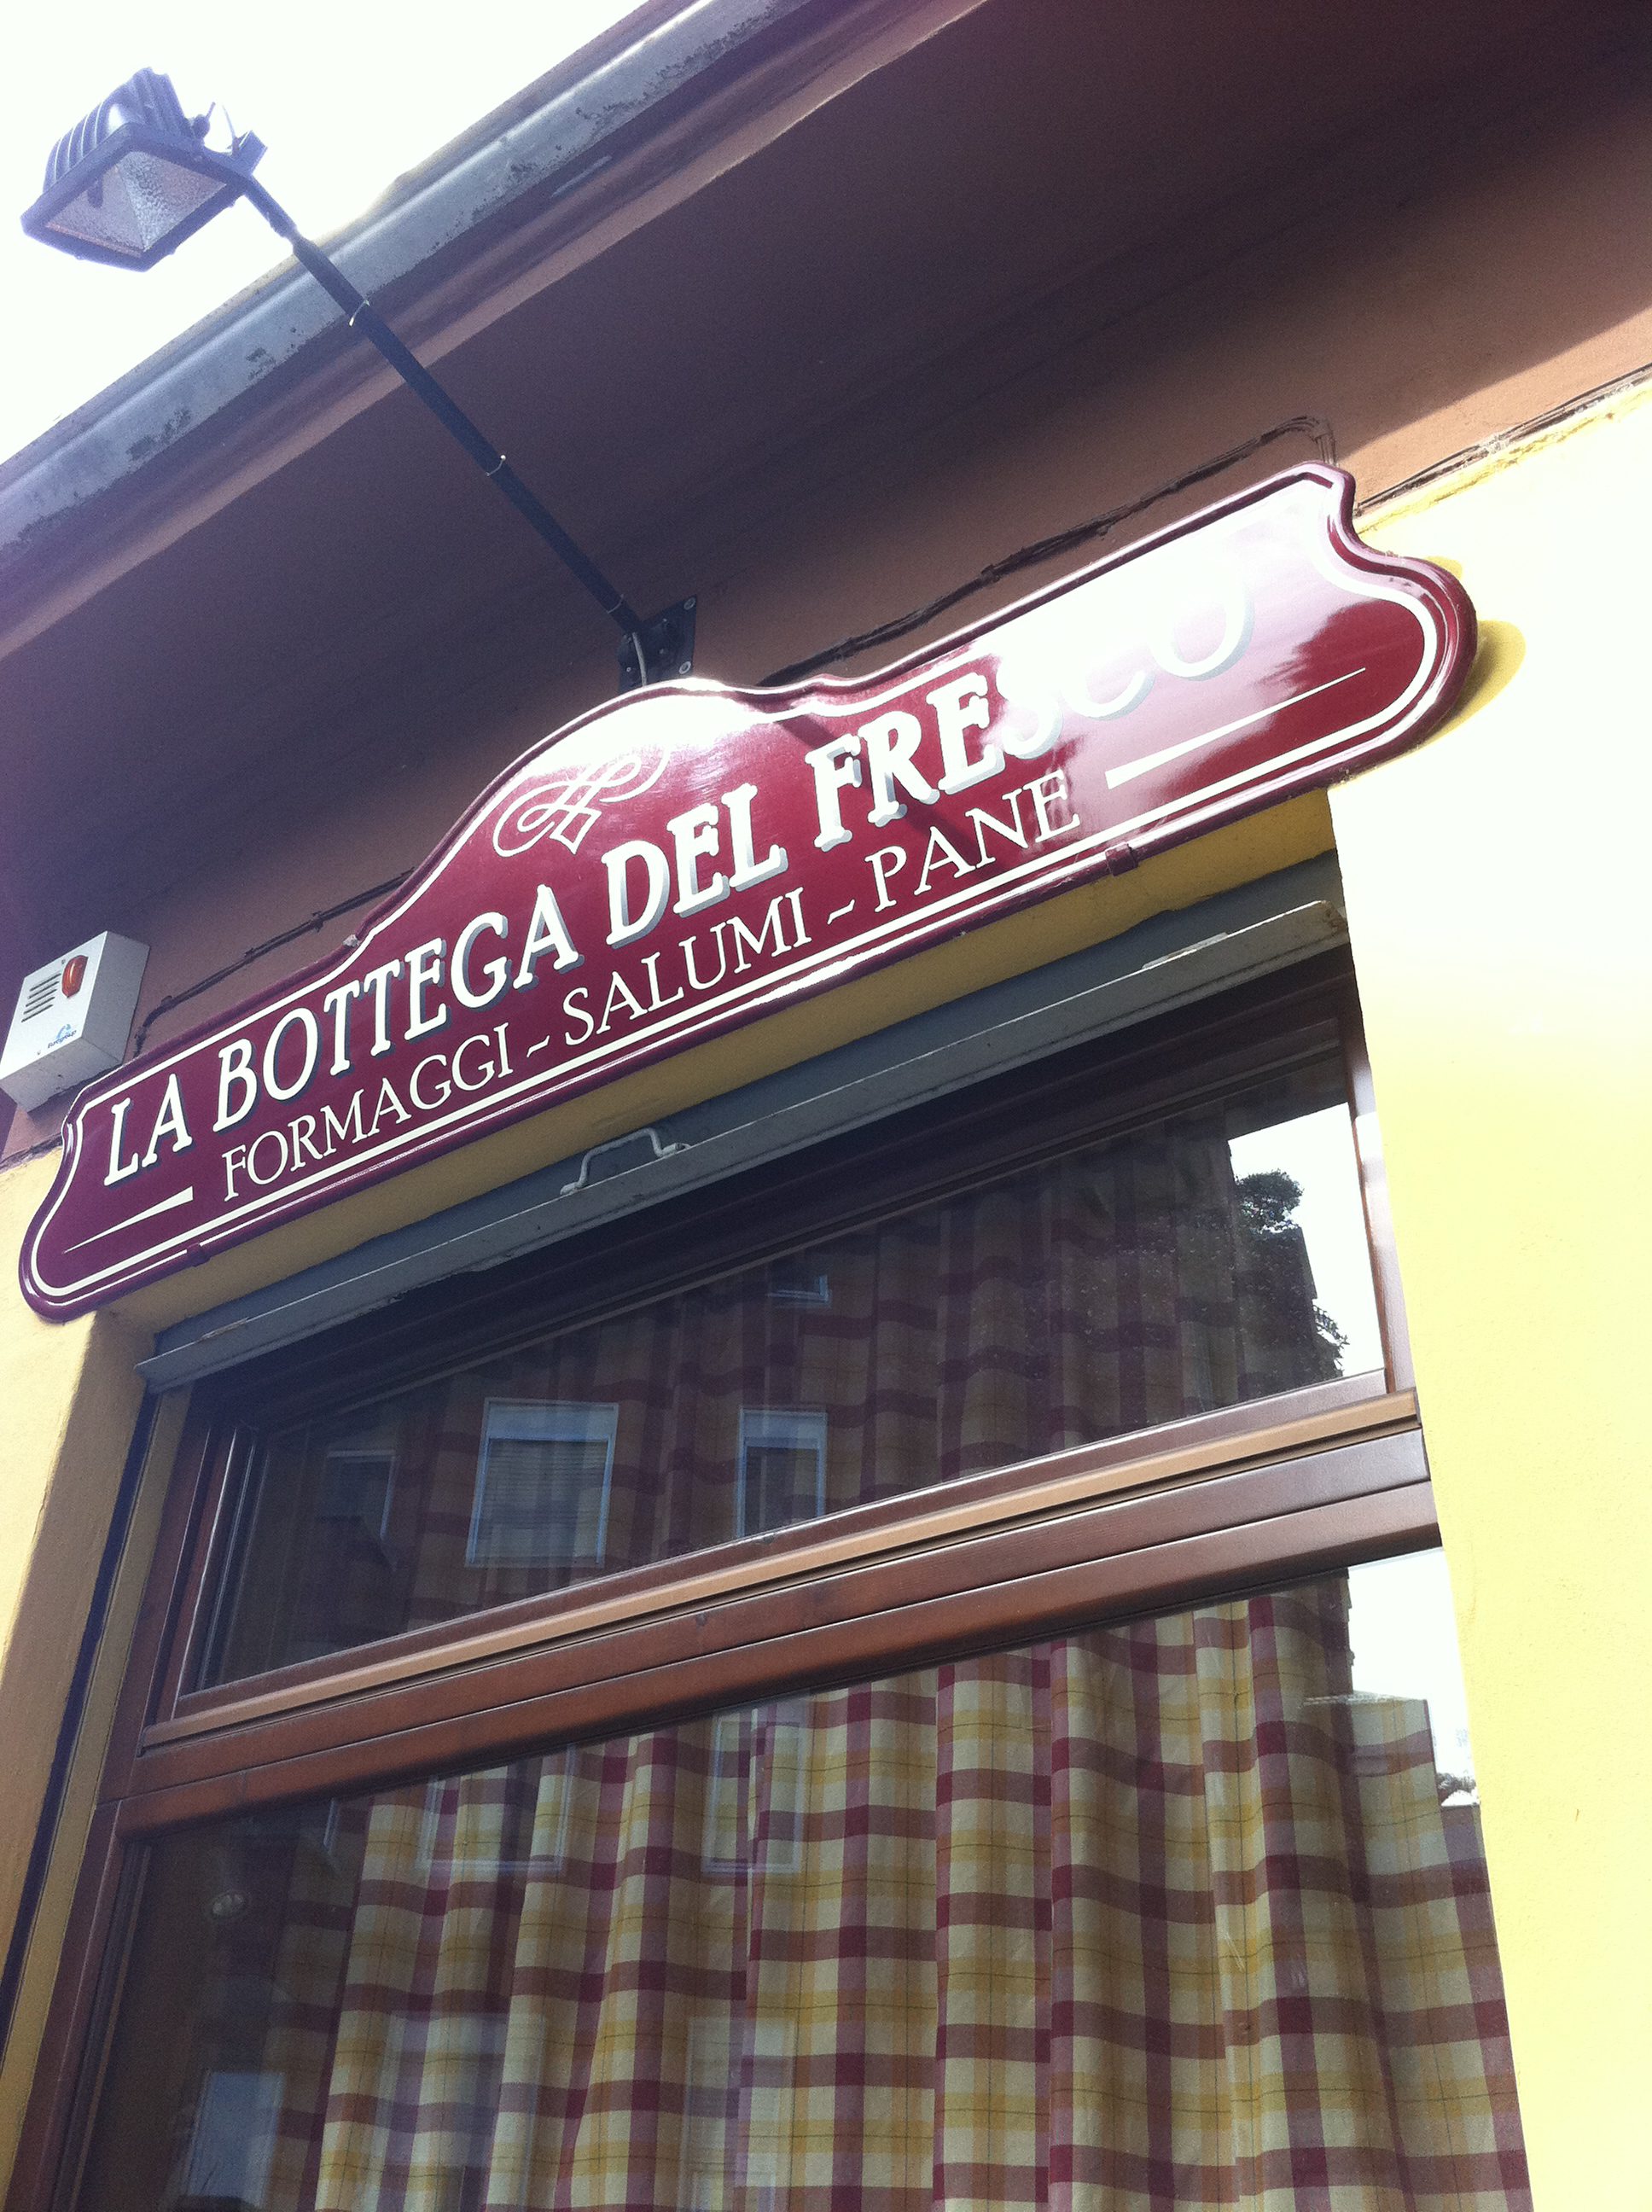 LA BOTTEGA DEL FRESCO
FORMAGGI - SALUMI - PANE